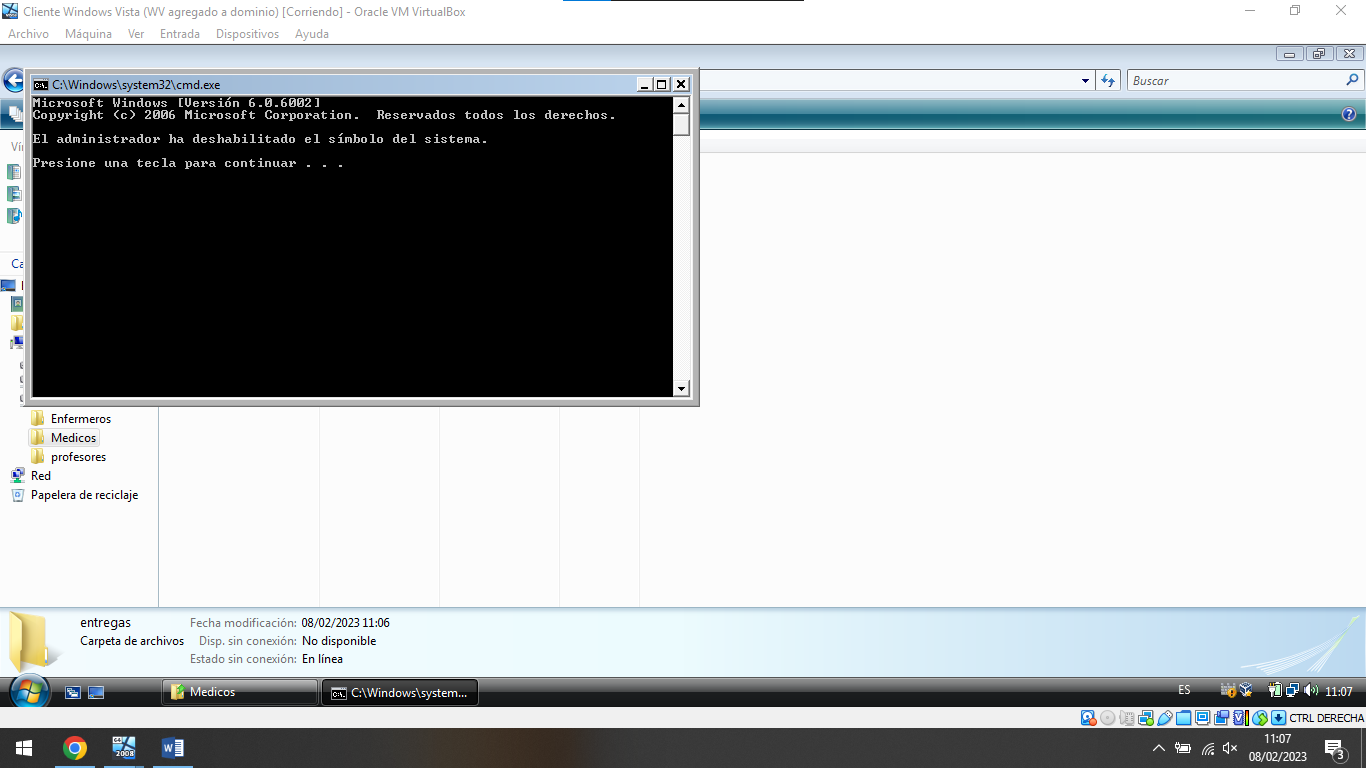 Cliente Windows Vista (WV agregado a dominio) [Corriendo] - Oracle VM VirtualBox
Archivo Máquina Ver Entrada Dispositivos Ayuda
C:\Windows\system32\cmd.exe
Buscar
Microsoft Windows [Versión 6.0.6002]
Copyright (c) 2006 Microsoft Corporation.  Reservados todos los derechos.
El administrador ha deshabilitado el símbolo del sistema.
Presione una tecla para continuar . . .
Enfermeros
Medicos
profesores
Red
Papelera de reciclaje
entregas Fecha modificación: 08/02/2023 11:06
Carpeta de archivos Disp. sin conexión: No disponible
Estado sin conexión: En línea
Medicos C:\Windows\system... ES 11:07
CTRL DERECHA
11:07
08/02/2023
3